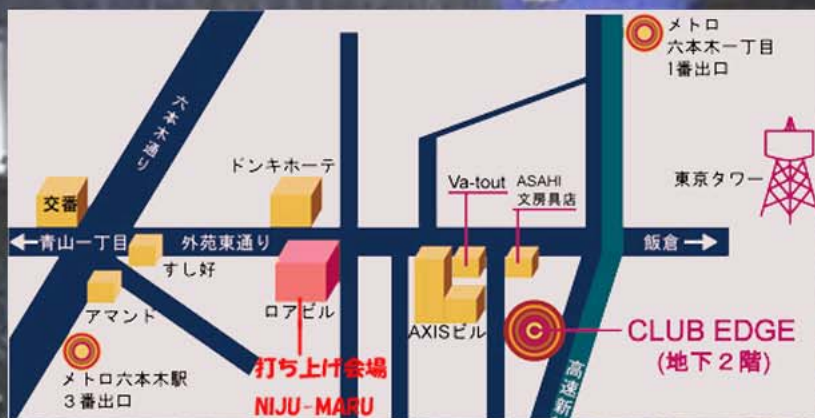 メトロ
六本木一丁目
1番出口
六本木通り
ドンキホーテ
Va-tout
ASAHI
文房具店
東京タワー
交番
←青山一丁目
外苑東通り
飯倉→
すし好
アマンド
ロアビル
AXISビル
CLUB EDGE
(地下2階)
打ち上げ会場
NIJU-MARU
メトロ六本木駅
3番出口
高速新